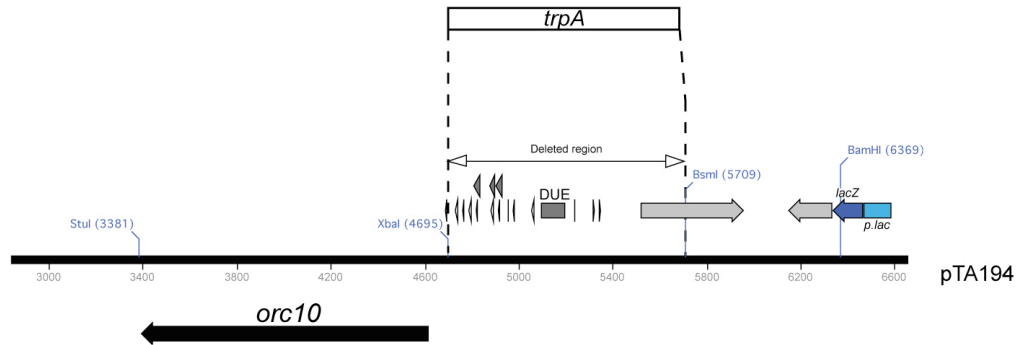 trpA
Deleted region
BamHI (6369)
BsmI (5709)
DUE
lacZ
StuI (3381)
XbaI (4695)
p.lac
3000 3400 3800 4200 4600 5000 5400 5800 6200 6600
pTA194
orc10